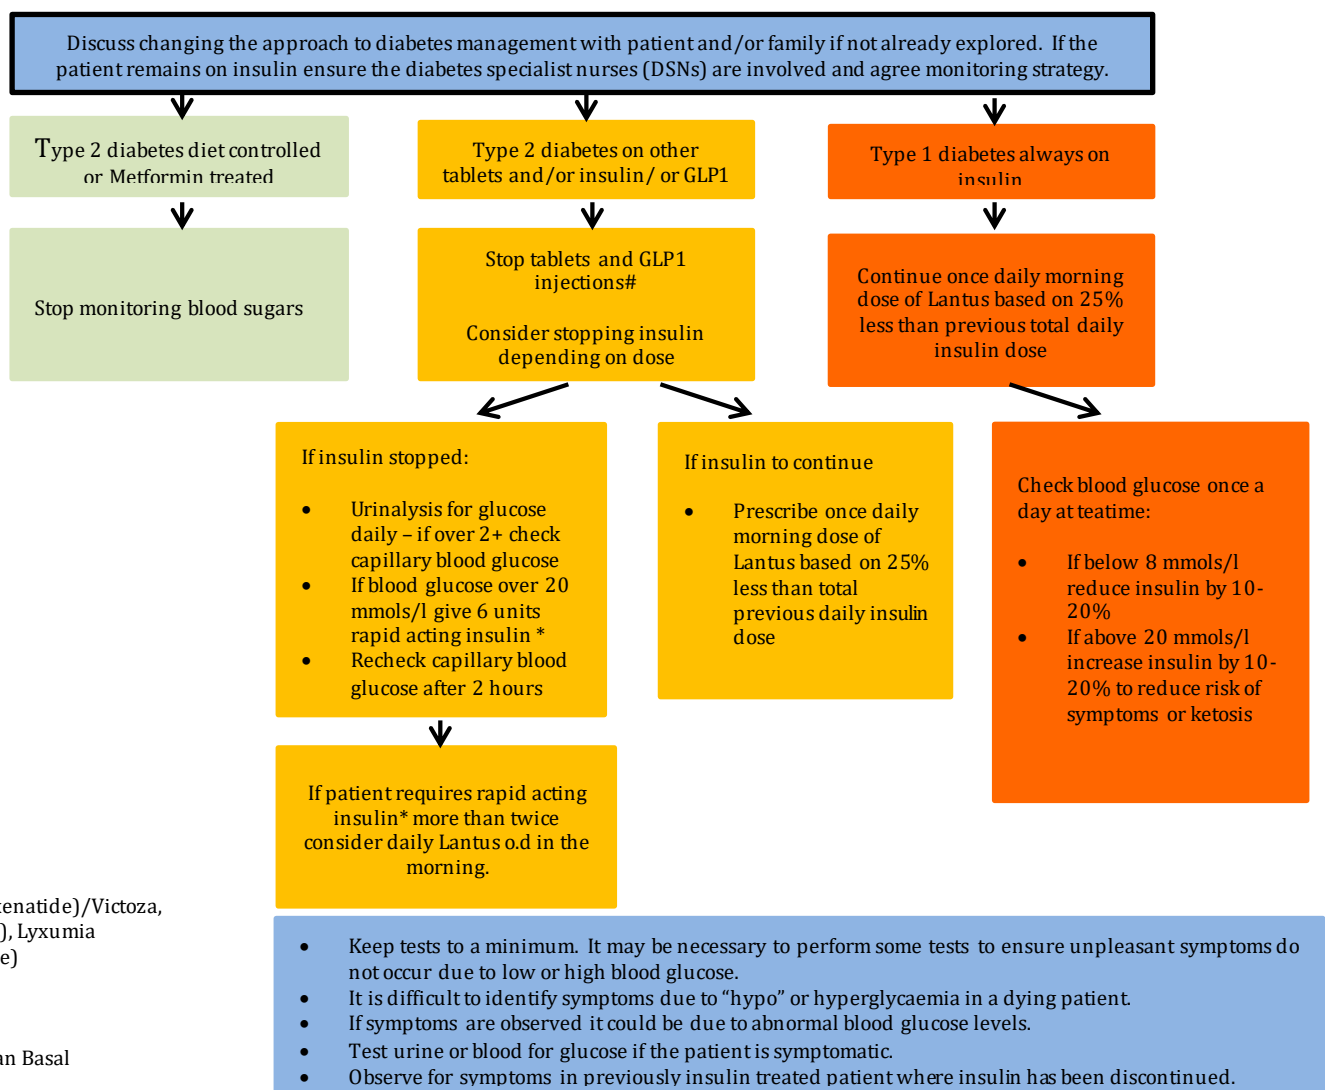 Discuss changing the approach to diabetes management with patient and/or family if not already explored. If the
patient remains on insulin ensure the diabetes specialist nurses (DSNs) are involved and agree monitoring strategy.
Type 2 diabetes diet controlled
or Metformin treated
Type 2 diabetes on other
tablets and/or insulin/ or GLP1
Type 1 diabetes always on
insulin
Stop monitoring blood sugars
Stop tablets and GLP1
injections#
Consider stopping insulin
depending on dose
Continue once daily morning
dose of Lantus based on 25%
less than previous total daily
insulin dose
If insulin stopped:
• Urinalysis for glucose
daily – if over 2+ check
capillary blood glucose
• If blood glucose over 20
mmols/l give 6 units
rapid acting insulin *
• Recheck capillary blood
glucose after 2 hours
If insulin to continue
• Prescribe once daily
morning dose of
Lantus based on 25%
less than total
previous daily insulin
dose
Check blood glucose once a
day at teatime:
• If below 8 mmols/l
reduce insulin by 10-
20%
• If above 20 mmols/l
increase insulin by 10-
20% to reduce risk of
symptoms or ketosis
If patient requires rapid acting
insulin* more than twice
consider daily Lantus o.d in the
morning.
enatide)/Victoza,
), Lyxumia
e)
an Basal
• Keep tests to a minimum. It may be necessary to perform some tests to ensure unpleasant symptoms do
not occur due to low or high blood glucose.
• It is difficult to identify symptoms due to “hypo” or hyperglycaemia in a dying patient.
• If symptoms are observed it could be due to abnormal blood glucose levels.
• Test urine or blood for glucose if the patient is symptomatic.
• Observe for symptoms in previously insulin treated patient where insulin has been discontinued.